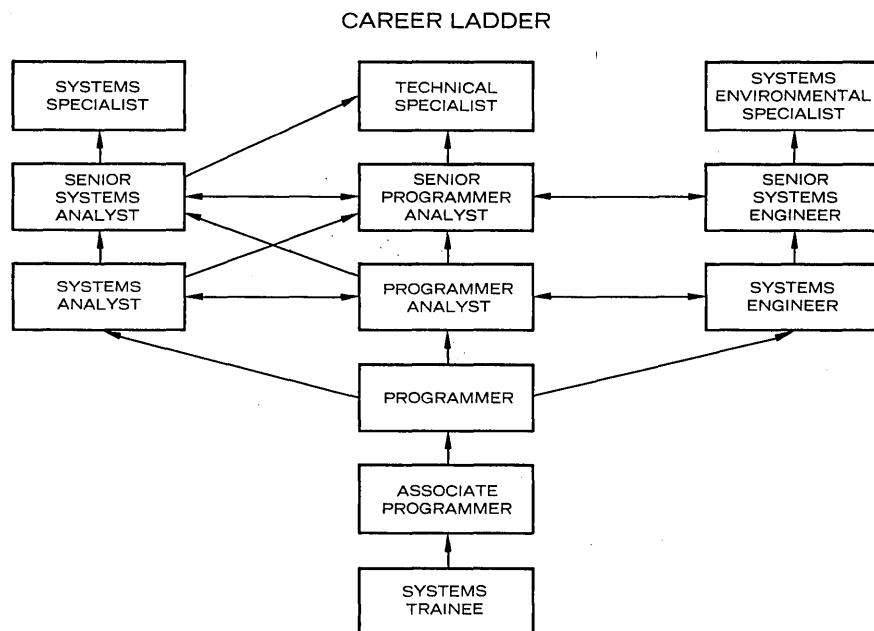 CAREER LADDER
SYSTEMS
SPECIALIST
TECHNICAL
SPECIALIST
SYSTEMS
ENVIRONMENTAL
SPECIALIST
SENIOR
SYSTEMS
ANALYST
SENIOR
PROGRAMMER
ANALYST
SENIOR
SYSTEMS
ENGINEER
SYSTEMS
ANALYST
PROGRAMMER
ANALYST
SYSTEMS
ENGINEER
PROGRAMMER
ASSOCIATE
PROGRAMMER
SYSTEMS
TRAINEE